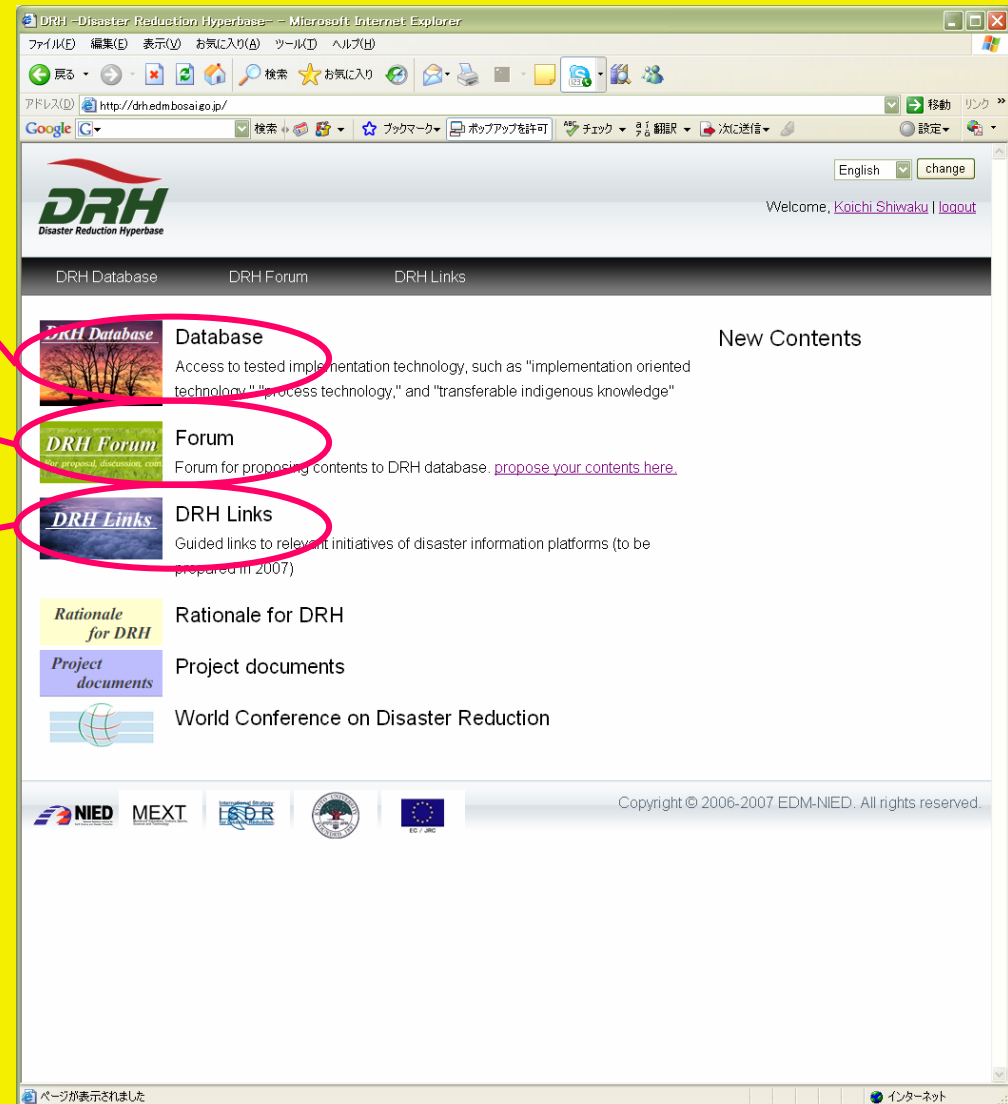 DRH -Disaster Reduction Hyperbase- - Microsoft Internet Explorer
ファイル(F) 編集(E) 表示(V) お気に入り(A) ツール(T) ヘルプ(H)
戻る 検索 お気に入り
アドレス(D) http://drh.edm.bosai.go.jp/ 移動 リンク »
Google G 検索 ブックマーク ポップアップを許可 チェック 翻訳 次に送信 設定
DRH
Disaster Reduction Hyperbase
English change
Welcome, Koichi Shiwaku | logout
DRH Database DRH Forum DRH Links
DRH Database
Database
Access to tested implementation technology, such as "implementation oriented
technology," "process technology," and "transferable indigenous knowledge"
New Contents
DRH Forum
For proposal, discussion, com
Forum
Forum for proposing contents to DRH database. propose your contents here.
DRH Links
DRH Links
Guided links to relevant initiatives of disaster information platforms (to be
prepared in 2007)
Rationale
for DRH
Rationale for DRH
Project
documents
Project documents
World Conference on Disaster Reduction
NIED MEXT ISDR EC / JRC
Copyright © 2006-2007 EDM-NIED. All rights reserved.
ページが表示されました インターネット